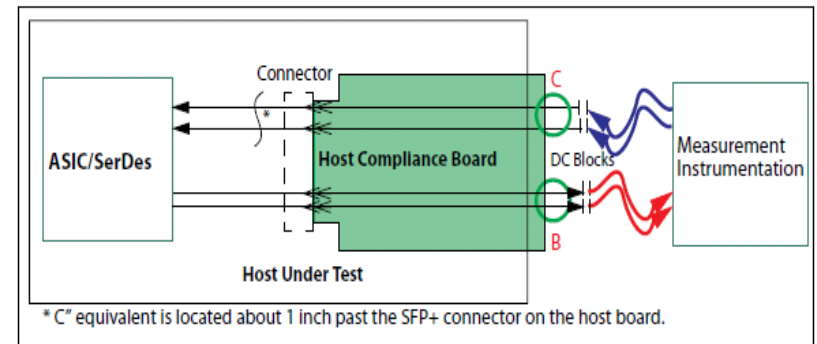 Connector
C
*
ASIC/SerDes
Host Compliance Board
DC Blocks
Measurement
Instrumentation
B
Host Under Test
* C" equivalent is located about 1 inch past the SFP+ connector on the host board.